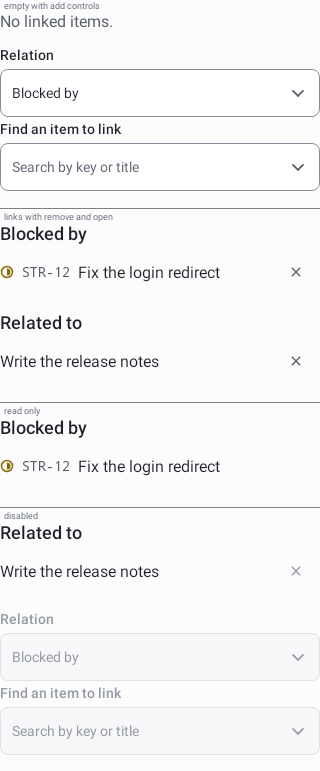 empty with add controls
No linked items.
Relation
Blocked by
Find an item to link
Search by key or title
links with remove and open
Blocked by
STR-12 Fix the login redirect
Related to
Write the release notes
read only
Blocked by
STR-12 Fix the login redirect
disabled
Related to
Write the release notes
Relation
Blocked by
Find an item to link
Search by key or title